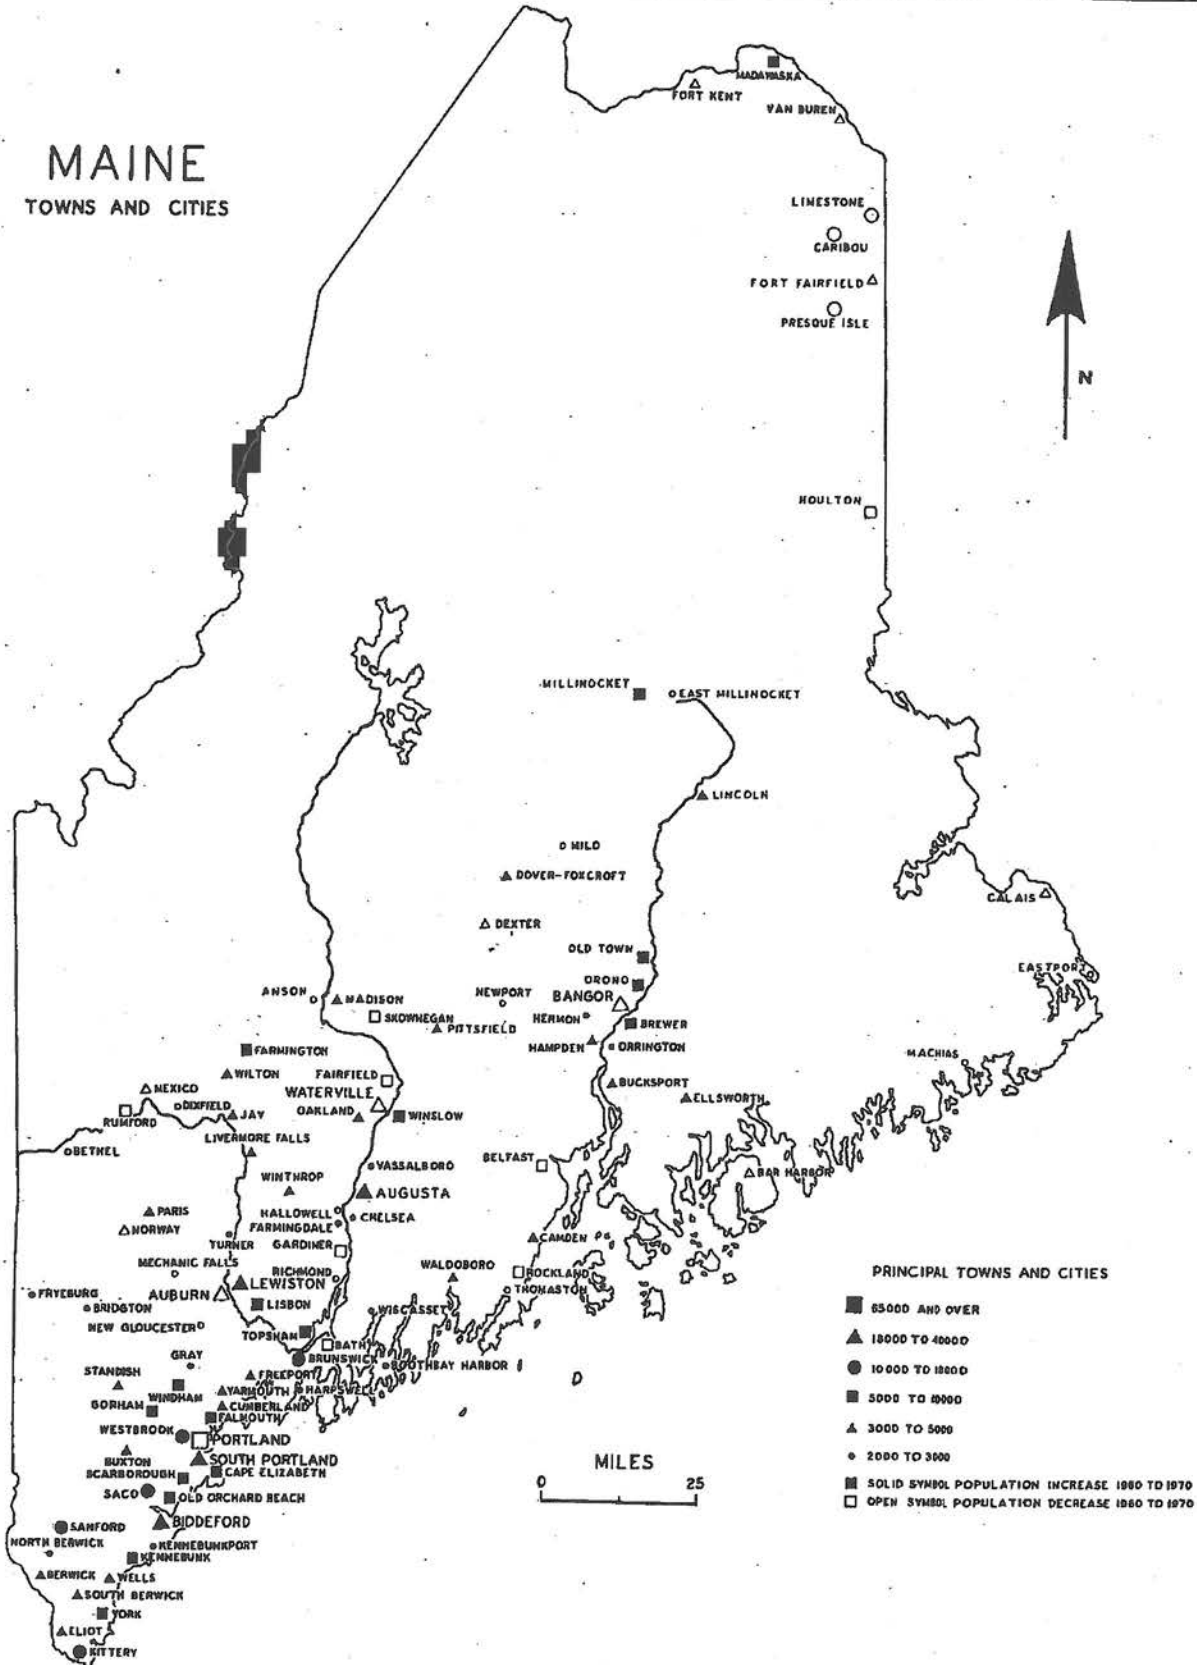 MAINE
TOWNS AND CITIES
MADAWASKA
FORT KENT
VAN BUREN
LIMESTONE
CARIBOU
FORT FAIRFIELD
PRESQUE ISLE
N
HOULTON
MILLINOCKET
EAST MILLINOCKET
LINCOLN
MILO
DOVER-FOXCROFT
CALAIS
DEXTER
OLD TOWN
EASTPORT
ORONO
ANSON
MADISON
NEWPORT
BANGOR
SKOWHEGAN
PITTSFIELD
HERMON
BREWER
HAMPDEN
ORRINGTON
FARMINGTON
MACHIAS
WILTON
FAIRFIELD
BUCKSPORT
MEXICO
WATERVILLE
ELLSWORTH
DIXFIELD
JAY
OAKLAND
WINSLOW
RUMFORD
LIVERMORE FALLS
BETHEL
BELFAST
VASSALBORO
BAR HARBOR
WINTHROP
AUGUSTA
PARIS
HALLOWELL
CHELSEA
NORWAY
FARMINGDALE
TURNER
GARDINER
CAMDEN
MECHANIC FALLS
WALDOBORO
ROCKLAND
RICHMOND
LEWISTON
THOMASTON
AUBURN
FRYEBURG
LISBON
BRIDGTON
WISCASSET
NEW GLOUCESTER
TOPSHAM
BATH
GRAY
BRUNSWICK
BOOTHBAY HARBOR
STANDISH
FREEPORT
WINDHAM
YARMOUTH
HARPSWELL
GORHAM
CUMBERLAND
FALMOUTH
WESTBROOK
PORTLAND
BUXTON
SOUTH PORTLAND
SCARBOROUGH
CAPE ELIZABETH
SACO
OLD ORCHARD BEACH
SANFORD
BIDDEFORD
NORTH BERWICK
KENNEBUNKPORT
KENNEBUNK
BERWICK
WELLS
SOUTH BERWICK
YORK
ELIOT
KITTERY
MILES
0 25
PRINCIPAL TOWNS AND CITIES
65000 AND OVER
18000 TO 40000
10000 TO 18000
5000 TO 10000
3000 TO 5000
2000 TO 3000
SOLID SYMBOL POPULATION INCREASE 1960 TO 1970
OPEN SYMBOL POPULATION DECREASE 1960 TO 1970